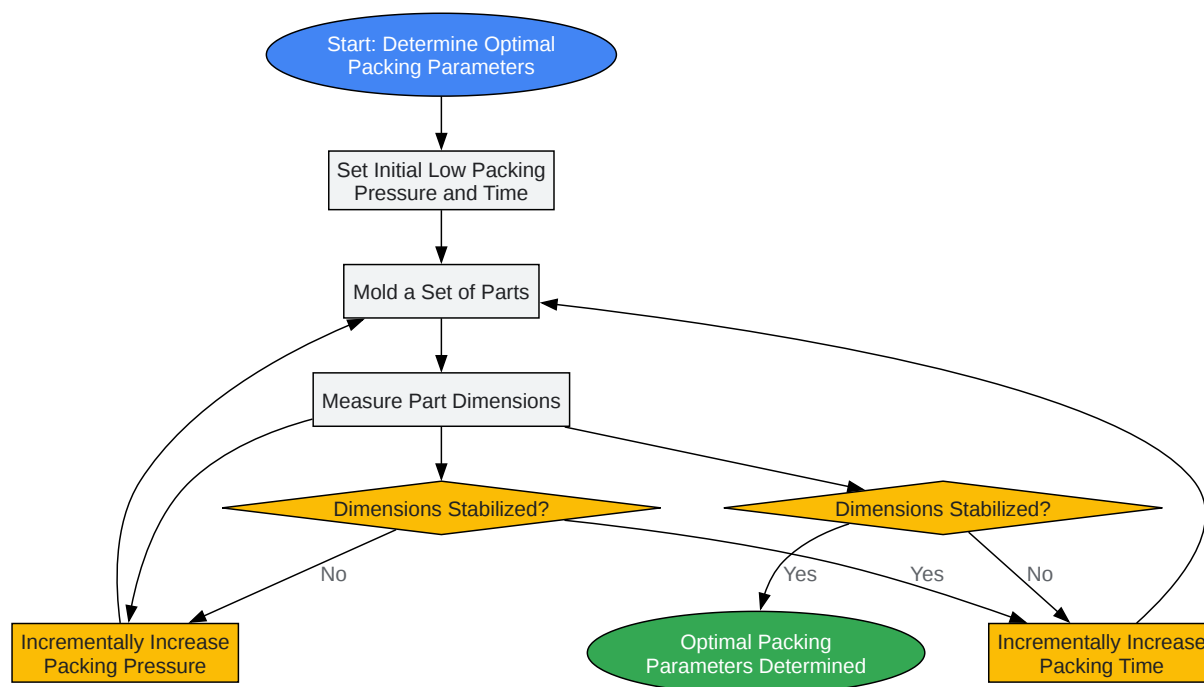 Start: Determine Optimal
Packing Parameters
Set Initial Low Packing
Pressure and Time
Mold a Set of Parts
Measure Part Dimensions
Dimensions Stabilized?
Dimensions Stabilized?
No
Yes
Yes
No
Incrementally Increase
Packing Pressure
Optimal Packing
Parameters Determined
Incrementally Increase
Packing Time